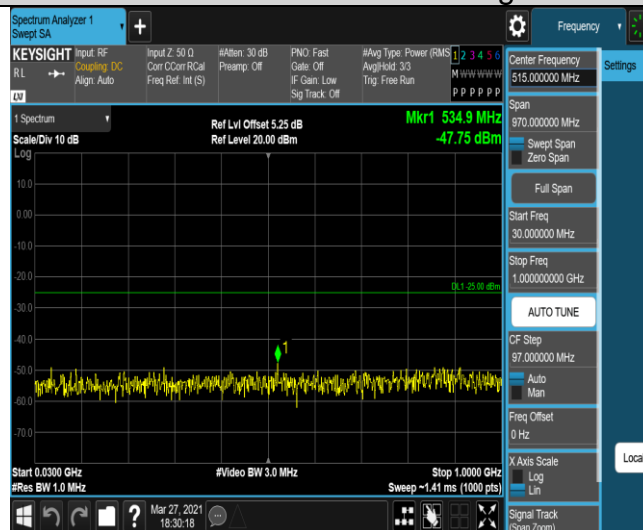 Spectrum Analyzer 1
Swept SA
Frequency
KEYSIGHT
RL
Input: RF
Coupling: DC
Align: Auto
Input Z: 50 Ω
Corr CCorr RCal
Freq Ref: Int (S)
#Atten: 30 dB
Preamp: Off
PNO: Fast
Gate: Off
IF Gain: Low
Sig Track: Off
#Avg Type: Power (RMS
Avg|Hold: 3/3
Trig: Free Run
1 2 3 4 5 6
M W W W W W
P P P P P P
LXI
1 Spectrum
Scale/Div 10 dB
Log
Ref Lvl Offset 5.25 dB
Ref Level 20.00 dBm
Mkr1 534.9 MHz
-47.75 dBm
10.0
0.00
-10.0
-20.0
DL1 -25.00 dBm
-30.0
-40.0
1
-50.0
-60.0
-70.0
Start 0.0300 GHz
#Res BW 1.0 MHz
#Video BW 3.0 MHz
Stop 1.0000 GHz
Sweep ~1.41 ms (1000 pts)
Mar 27, 2021
18:30:18
Center Frequency
515.000000 MHz
Span
970.000000 MHz
Swept Span
Zero Span
Full Span
Start Freq
30.000000 MHz
Stop Freq
1.000000000 GHz
AUTO TUNE
CF Step
97.000000 MHz
Auto
Man
Freq Offset
0 Hz
X Axis Scale
Log
Lin
Signal Track
(Span Zoom)
Settings
Local